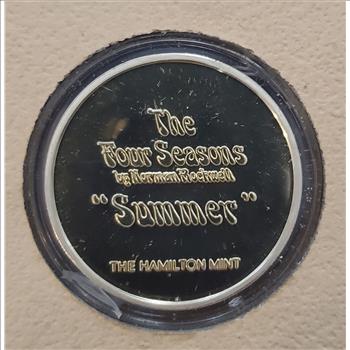 The
Four Seasons
by Norman Rockwell
"Summer"
THE HAMILTON MINT